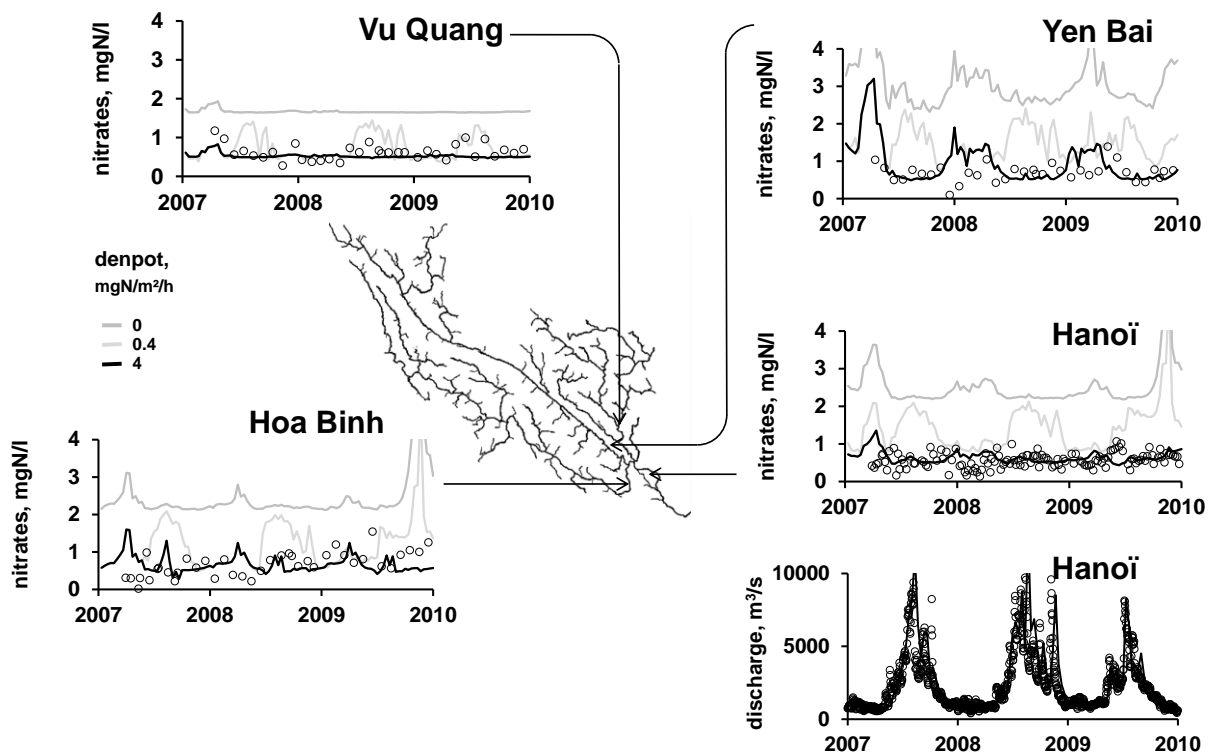 Vu Quang
nitrates, mgN/l
4
3
2
1
0
2007 2008 2009 2010
Yen Bai
nitrates, mgN/l
4
3
2
1
0
2007 2008 2009 2010
denpot,
mgN/m²/h
0
0.4
4
Hanoï
nitrates, mgN/l
4
3
2
1
0
2007 2008 2009 2010
Hoa Binh
nitrates, mgN/l
4
3
2
1
0
2007 2008 2009 2010
Hanoï
discharge, m³/s
10000
5000
0
2007 2008 2009 2010